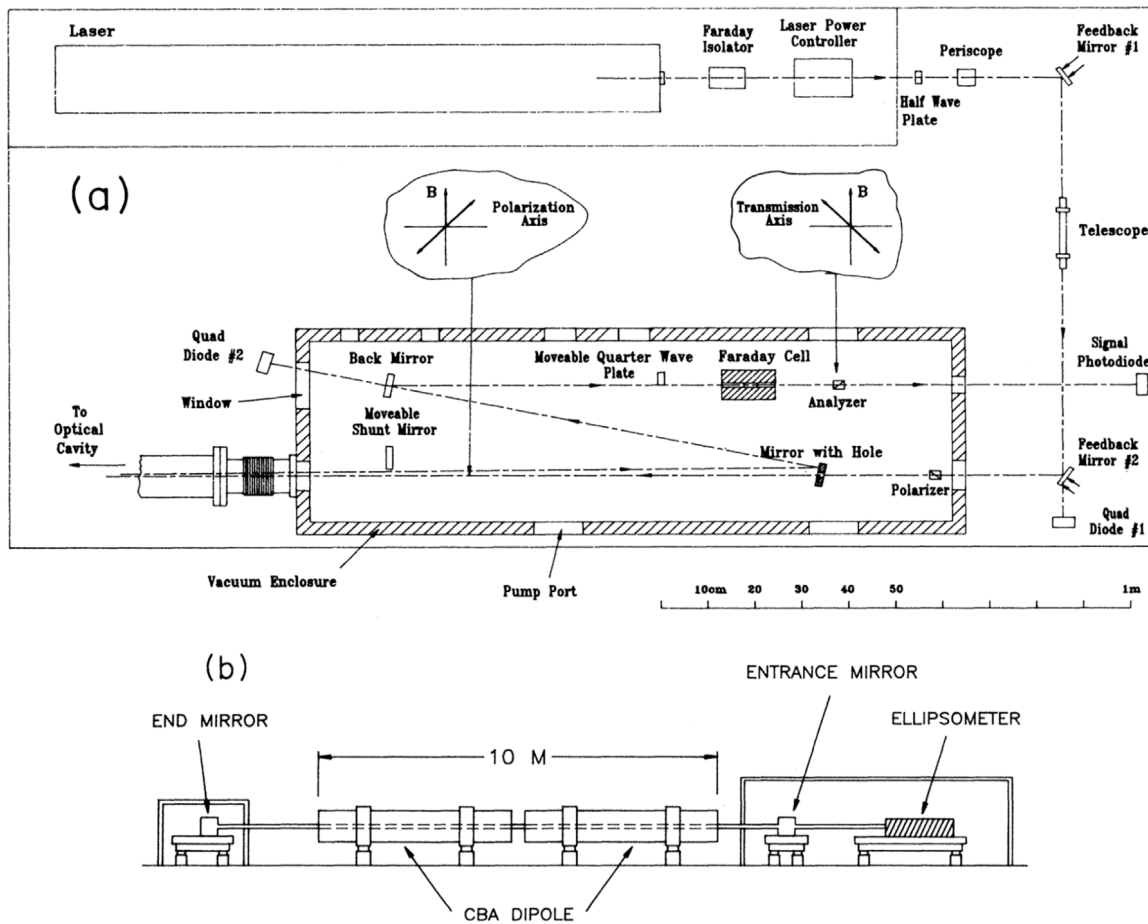 Laser
Faraday
Isolator
Laser Power
Controller
Periscope
Feedback
Mirror #1
Half Wave
Plate
(a)
B
Polarization
Axis
Transmission
Axis
B
Telescope
Quad
Diode #2
Back Mirror
Moveable Quarter Wave
Plate
Faraday Cell
Signal
Photodiode
Window
Analyzer
To
Optical
Cavity
Moveable
Shunt Mirror
Mirror with Hole
Polarizer
Feedback
Mirror #2
Quad
Diode #1
Vacuum Enclosure
Pump Port
10cm 20 30 40 50 1m
(b)
END MIRROR
ENTRANCE MIRROR
ELLIPSOMETER
10 M
CBA DIPOLE